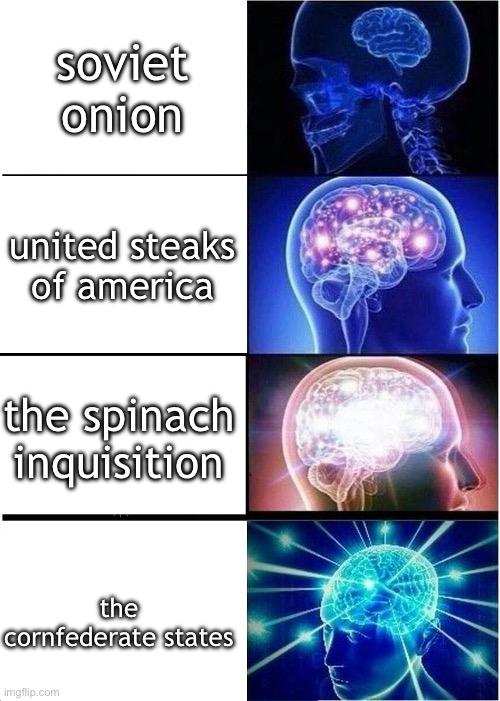 soviet
onion
united steaks
of america
the spinach
inquisition
the
cornfederate states
imgflip.com